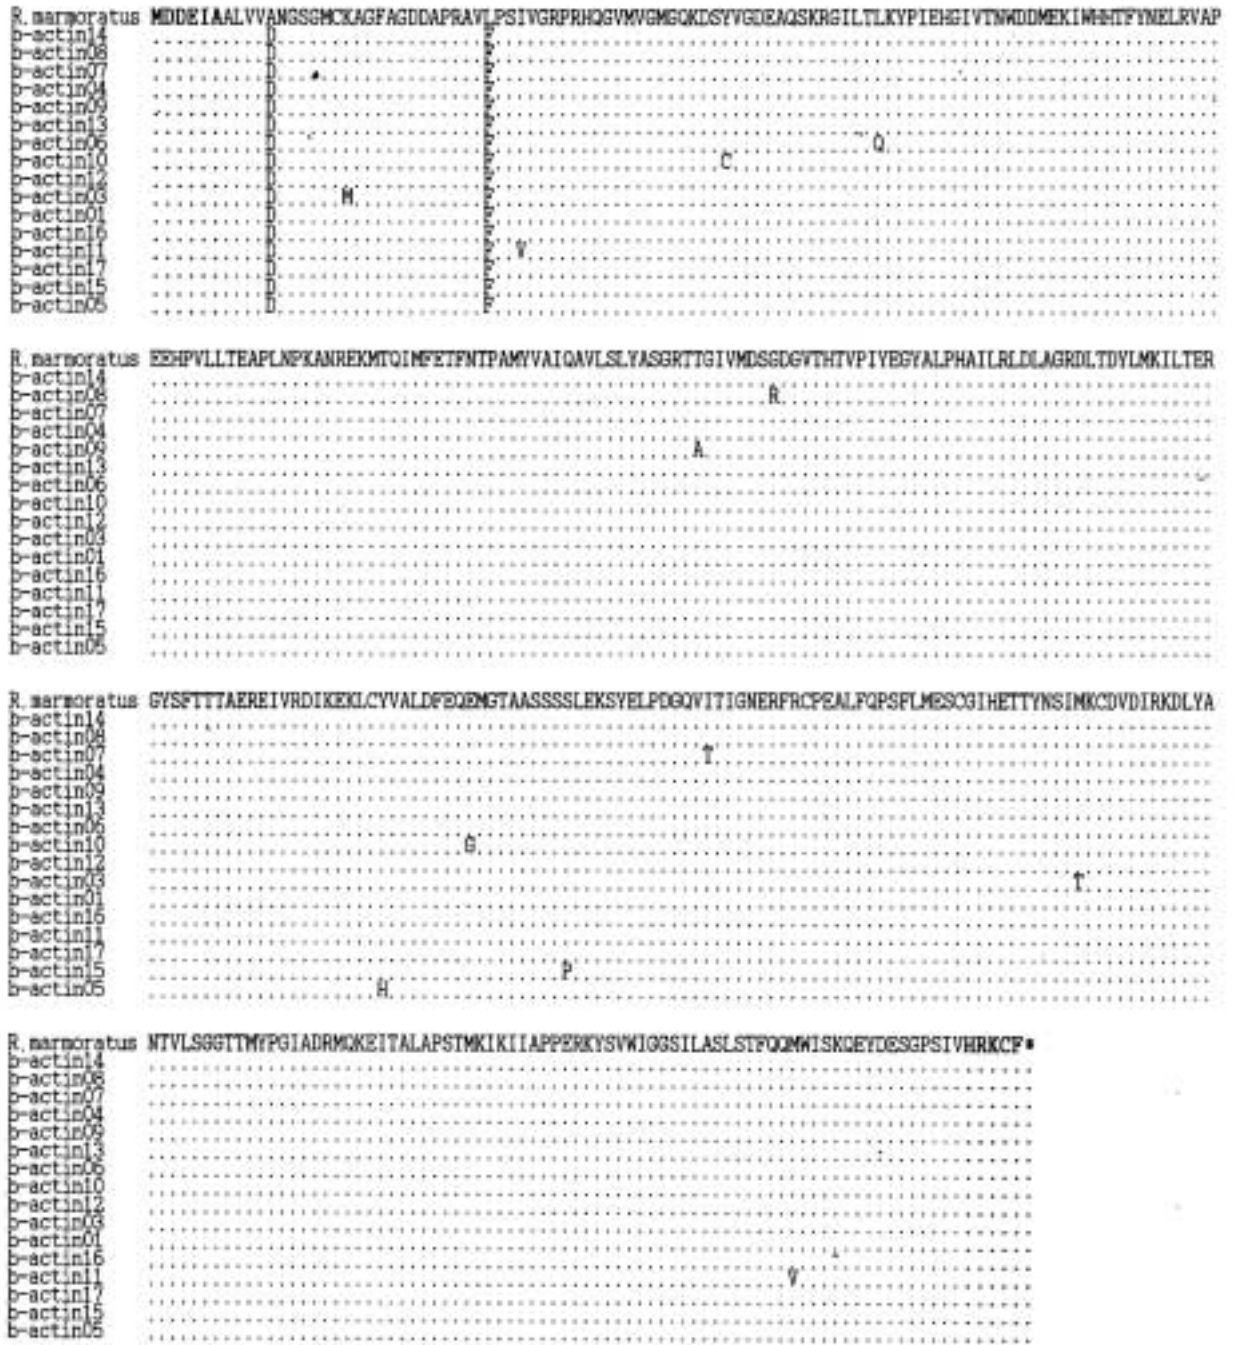 R.marmoratus MDDEIAALVVANGSGMCKAGFAGDDAPRAVLPSIVGRPRHQGVMVGMGQKDSYVGDEAQSKRGILTLKYPIEHGIVTNWDDMEKIWHHTFYNELRVAP
b-actin14 D F
b-actin08 D F
b-actin07 D F
b-actin04 D F
b-actin09 D F
b-actin13 D F
b-actin06 D F Q
b-actin10 D F C
b-actin12 D F
b-actin03 D M F
b-actin01 D F
b-actin16 D F
b-actin11 D F V
b-actin17 D F
b-actin15 D F
b-actin05 D F
R.marmoratus EEHPVLLTEAPLNPKANREKMTQIMFETFNTPAMYVAIQAVLSLYASGRTTGIVMDSGDGVTHTVPIYEGYALPHAILRLDLAGRDLTDYLMKILTER
b-actin14
b-actin08 R
b-actin07
b-actin04
b-actin09 A
b-actin13
b-actin06
b-actin10
b-actin12
b-actin03
b-actin01
b-actin16
b-actin11
b-actin17
b-actin15
b-actin05
R.marmoratus GYSFTTTAEREIVRDIKEKLCYVALDFEQEMGTAASSSSLEKSYELPDGQVITIGNERFRCPEALFQPSFLMESCGIHETTYNSIMKCDVDIRKDLYA
b-actin14
b-actin08
b-actin07 T
b-actin04
b-actin09
b-actin13
b-actin06
b-actin10 G
b-actin12
b-actin03 T
b-actin01
b-actin16
b-actin11
b-actin17
b-actin15 P
b-actin05 H
R.marmoratus NTVLSGGTTMYPGIADRMQKEITALAPSTMKIKIIAPPERKYSVWIGGSILASLSTFQQMWISKQEYDESGPSIVHRKCF*
b-actin14
b-actin08
b-actin07
b-actin04
b-actin09
b-actin13
b-actin06
b-actin10
b-actin12
b-actin03
b-actin01
b-actin16
b-actin11 V
b-actin17
b-actin15
b-actin05